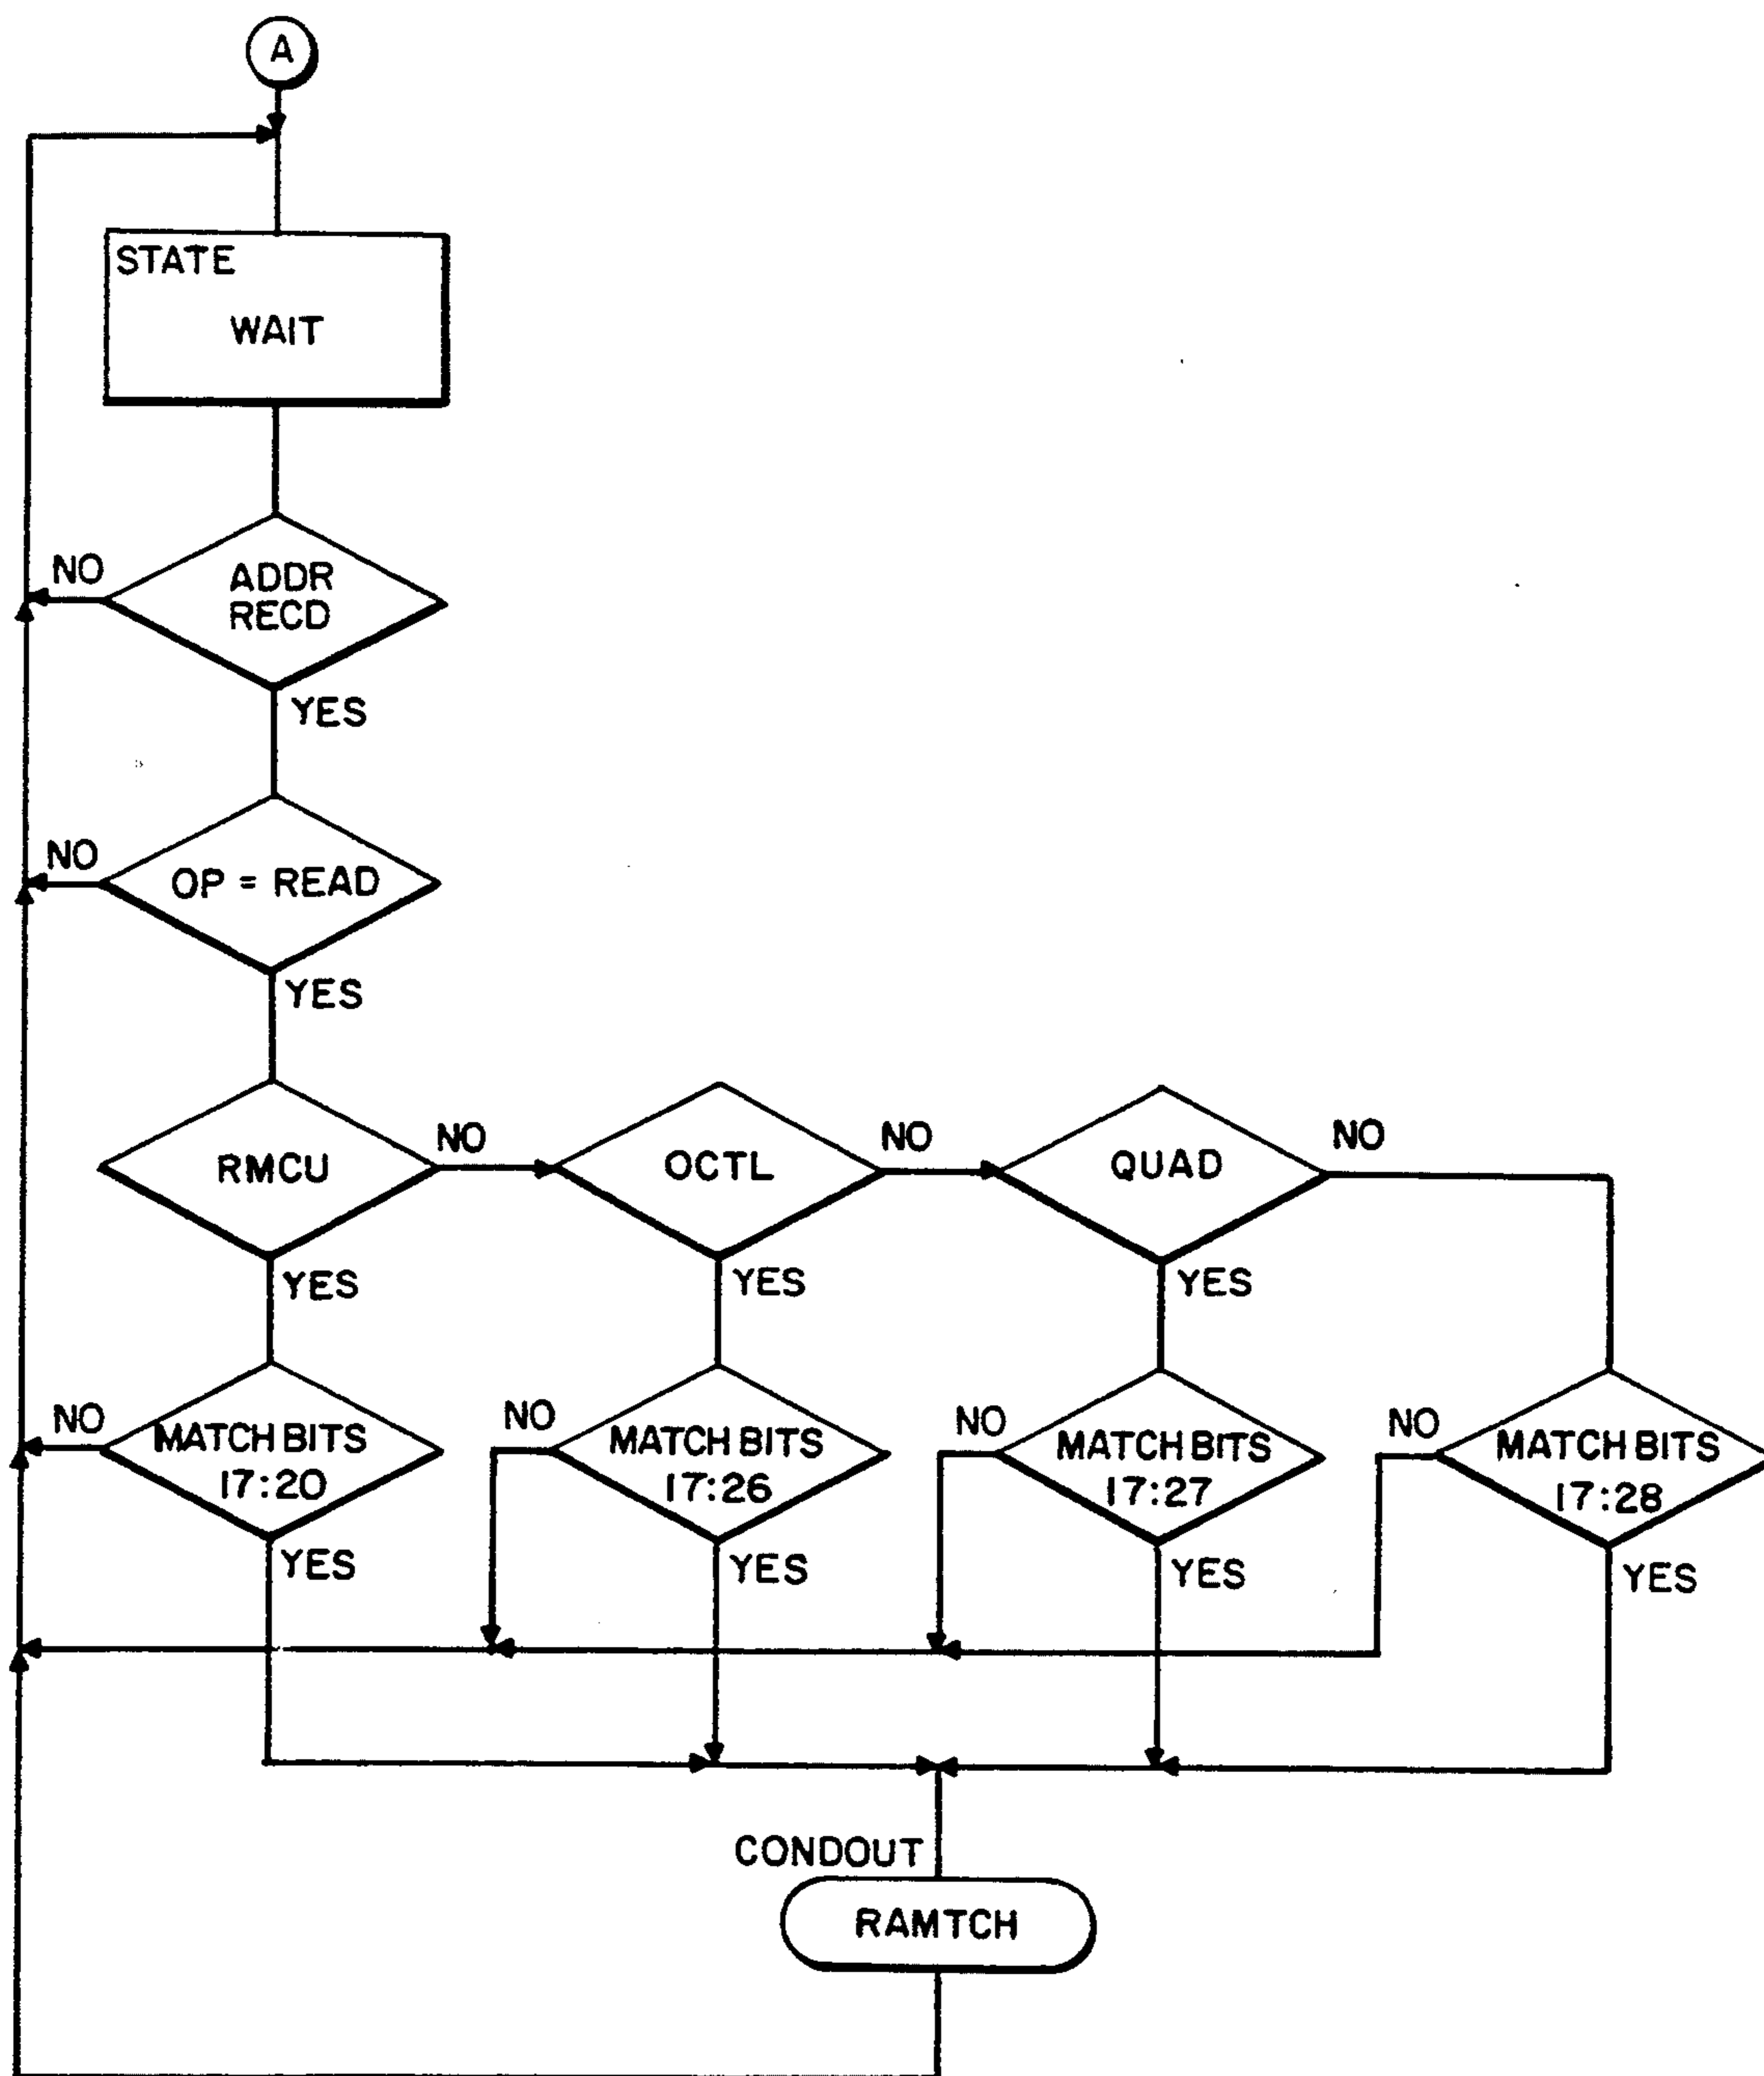 A
STATE
WAIT
NO
ADDR
RECD
YES
NO
OP = READ
YES
RMCU
NO
OCTL
NO
QUAD
NO
YES
YES
YES
NO
MATCH BITS
17:20
NO
MATCH BITS
17:26
NO
MATCH BITS
17:27
NO
MATCH BITS
17:28
YES
YES
YES
YES
CONDOUT
RAMTCH